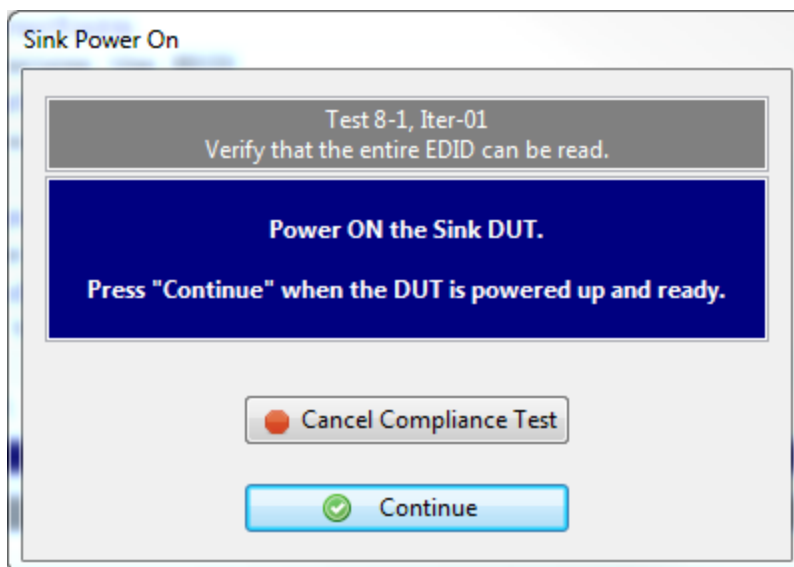 Sink Power On
Test 8-1, Iter-01
Verify that the entire EDID can be read.
Power ON the Sink DUT.
Press "Continue" when the DUT is powered up and ready.
Cancel Compliance Test
Continue